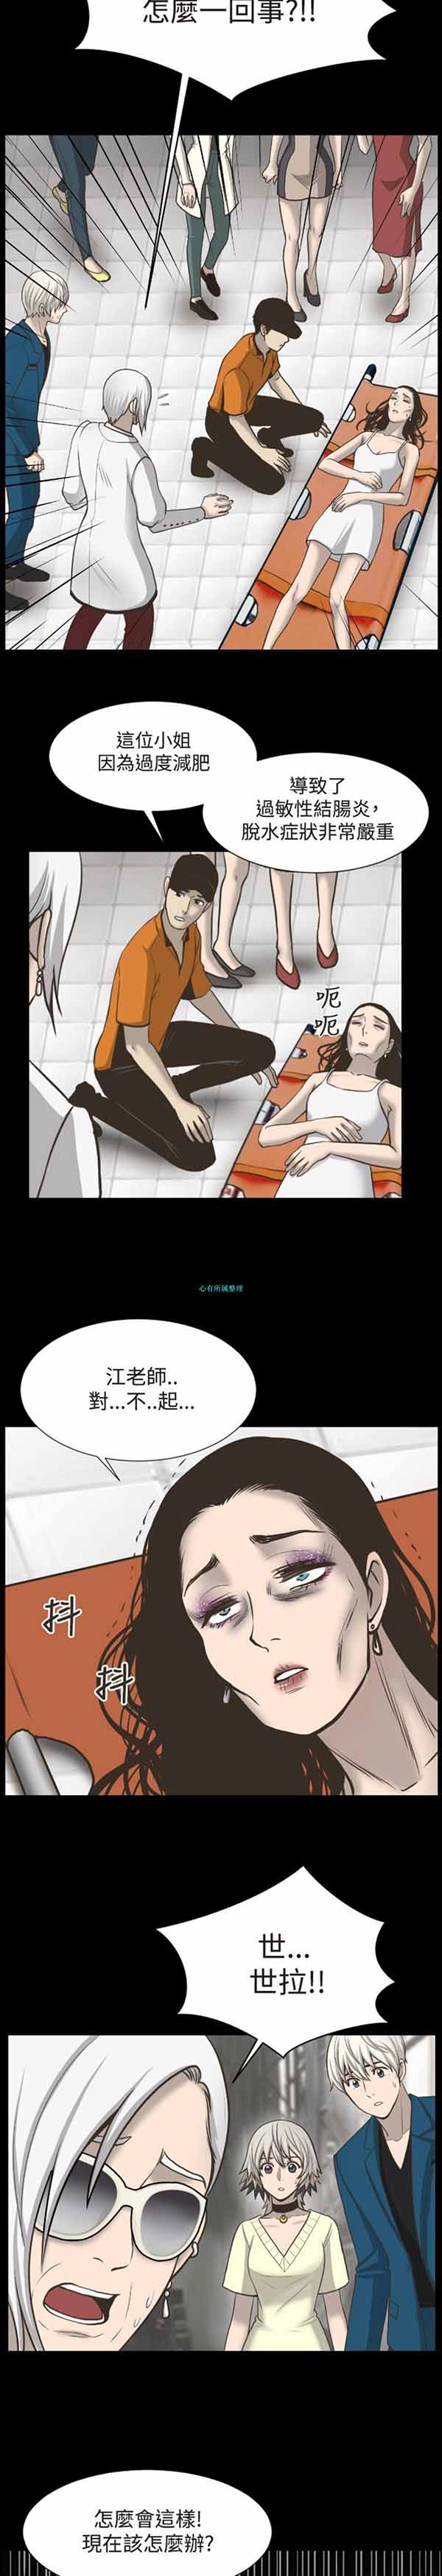 怎麼一回事?!!
這位小姐
因為過度減肥
導致了
過敏性結腸炎，
脫水症狀非常嚴重
呃
呃
心有所属整理
江老師..
對...不..起...
抖
抖
世...
世拉!!
怎麼會這樣!
現在該怎麼辦?